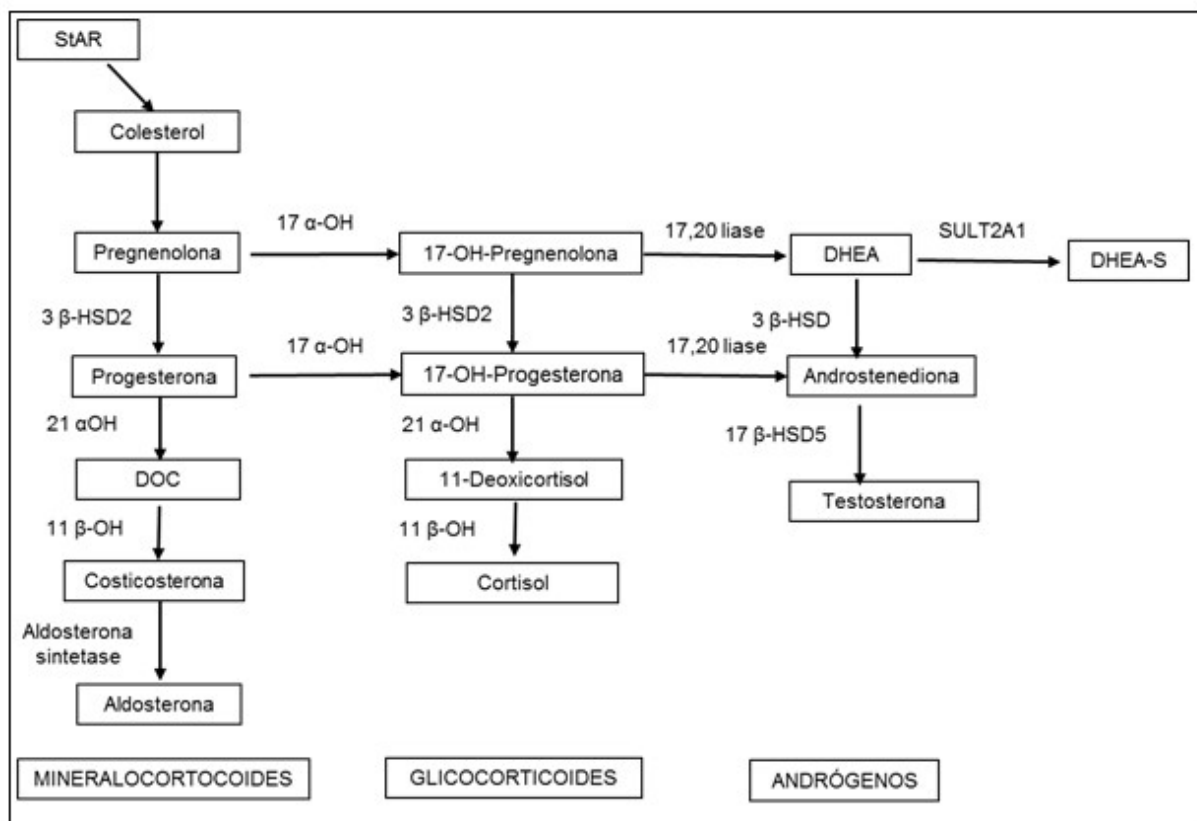 StAR
Colesterol
17 α-OH
17,20 liase
SULT2A1
Pregnenolona
17-OH-Pregnenolona
DHEA
DHEA-S
3 β-HSD2
3 β-HSD2
3 β-HSD
17 α-OH
17,20 liase
Progesterona
17-OH-Progesterona
Androstenediona
21 αOH
21 α-OH
17 β-HSD5
DOC
11-Deoxicortisol
Testosterona
11 β-OH
11 β-OH
Costicosterona
Cortisol
Aldosterona
sintetase
Aldosterona
MINERALOCORTOCOIDES
GLICOCORTICOIDES
ANDRÓGENOS